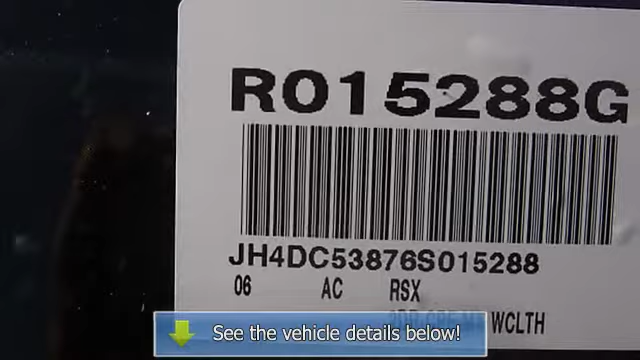 R015288G
JH4DC53876S015288
06 AC RSX
WCLTH
See the vehicle details below!